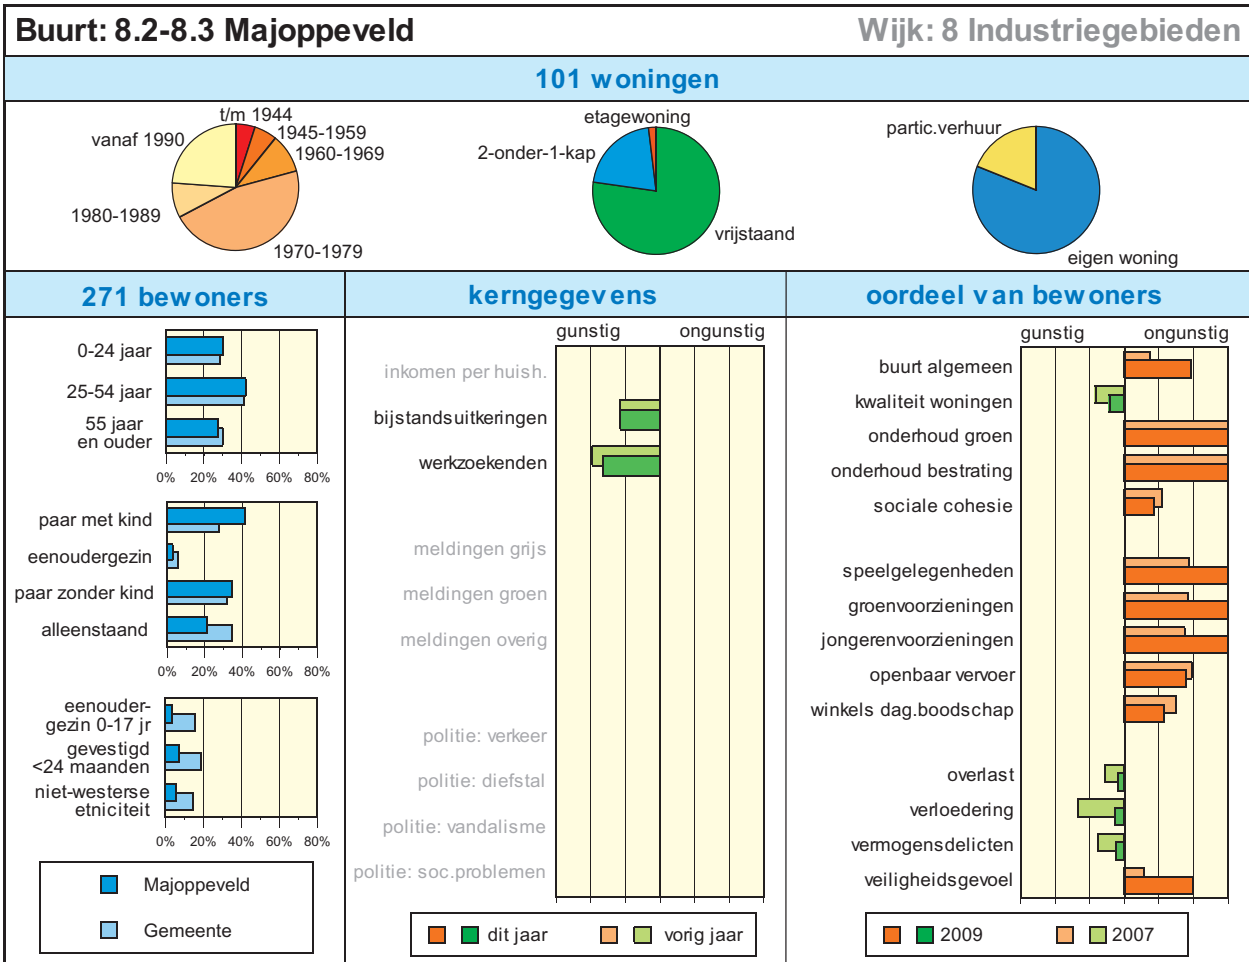 Buurt: 8.2-8.3 Majoppeveld
Wijk: 8 Industriegebieden
101 woningen
t/m 1944
1945-1959
1960-1969
1970-1979
1980-1989
vanaf 1990
etagewoning
2-onder-1-kap
vrijstaand
partic.verhuur
eigen woning
271 bewoners
0-24 jaar
25-54 jaar
55 jaar
en ouder
0% 20% 40% 60% 80%
paar met kind
eenoudergezin
paar zonder kind
alleenstaand
0% 20% 40% 60% 80%
eenouder-
gezin 0-17 jr
gevestigd
<24 maanden
niet-westerse
etniciteit
0% 20% 40% 60% 80%
Majoppeveld
Gemeente
kerngegevens
gunstig ongunstig
inkomen per huish.
bijstandsuitkeringen
werkzoekenden
meldingen grijs
meldingen groen
meldingen overig
politie: verkeer
politie: diefstal
politie: vandalisme
politie: soc.problemen
dit jaar vorig jaar
oordeel van bewoners
gunstig ongunstig
buurt algemeen
kwaliteit woningen
onderhoud groen
onderhoud bestrating
sociale cohesie
speelgelegenheden
groenvoorzieningen
jongerenvoorzieningen
openbaar vervoer
winkels dag.boodschap
overlast
verloedering
vermogensdelicten
veiligheidsgevoel
2009 2007